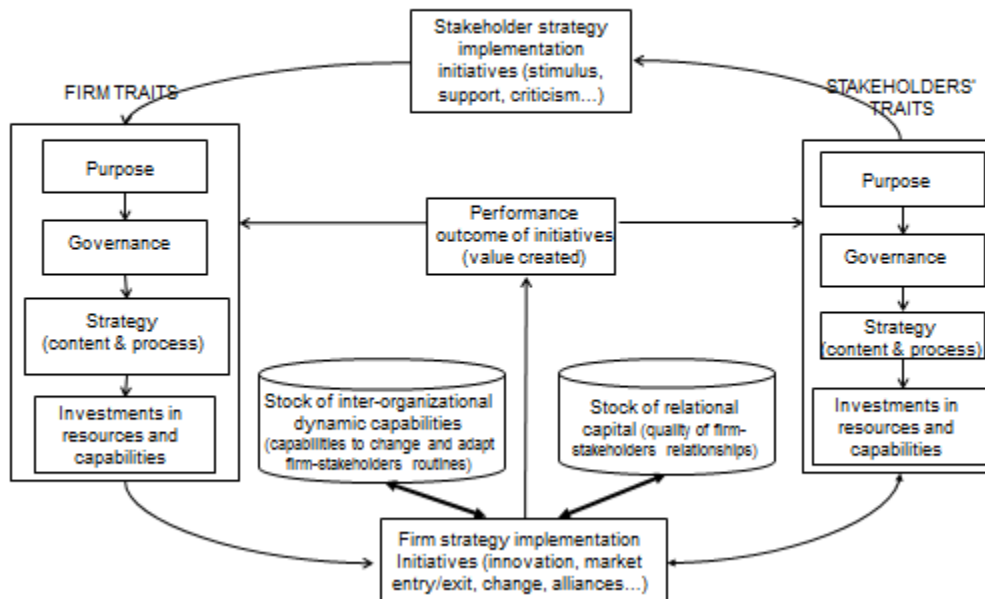 Stakeholder strategy
implementation
initiatives (stimulus,
support, criticism...)
FIRM TRAITS
STAKEHOLDERS'
TRAITS
Purpose
Governance
Strategy
(content & process)
Investments in
resources and
capabilities
Performance
outcome of initiatives
(value created)
Purpose
Governance
Strategy
(content & process)
Investments in
resources and
capabilities
Stock of inter-organizational
dynamic capabilities
(capabilities to change and adapt
firm-stakeholders routines)
Stock of relational
capital (quality of firm-
stakeholders relationships)
Firm strategy implementation
Initiatives (innovation, market
entry/exit, change, alliances...)